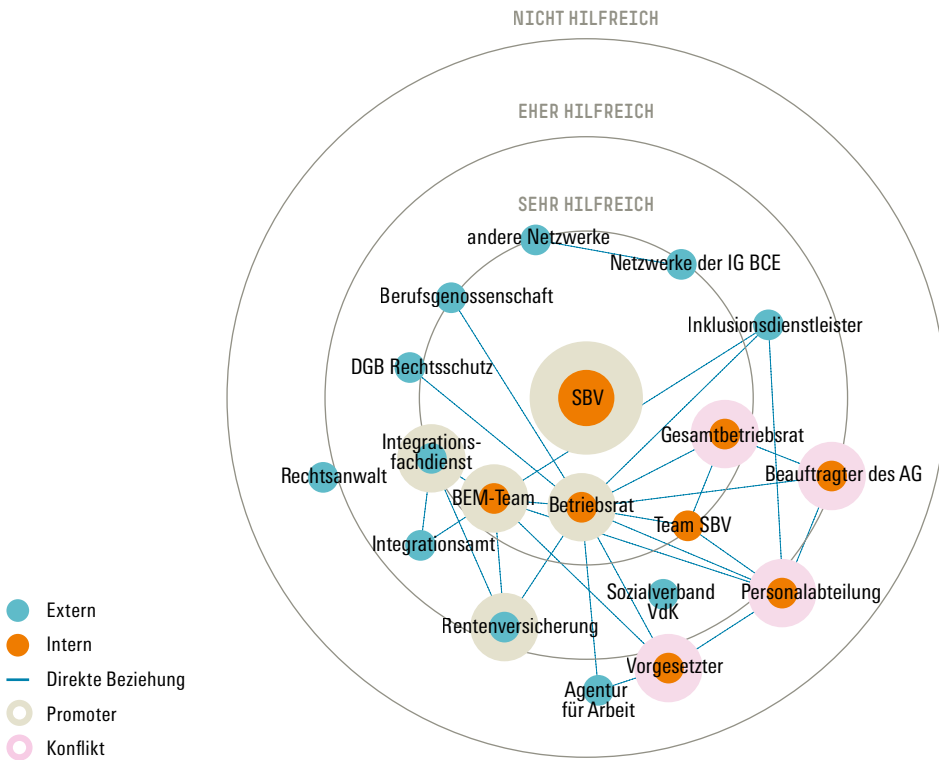 NICHT HILFREICH
EHER HILFREICH
SEHR HILFREICH
andere Netzwerke
Netzwerke der IG BCE
Berufsgenossenschaft
Inklusionsdienstleister
DGB Rechtsschutz
SBV
Gesamtbetriebsrat
Integrations-
fachdienst
Rechtsanwalt
Beauftragter des AG
BEM-Team
Betriebsrat
Team SBV
Integrationsamt
Sozialverband
VdK
Personalabteilung
Rentenversicherung
Vorgesetzter
Agentur
für Arbeit
Extern
Intern
Direkte Beziehung
Promoter
Konflikt